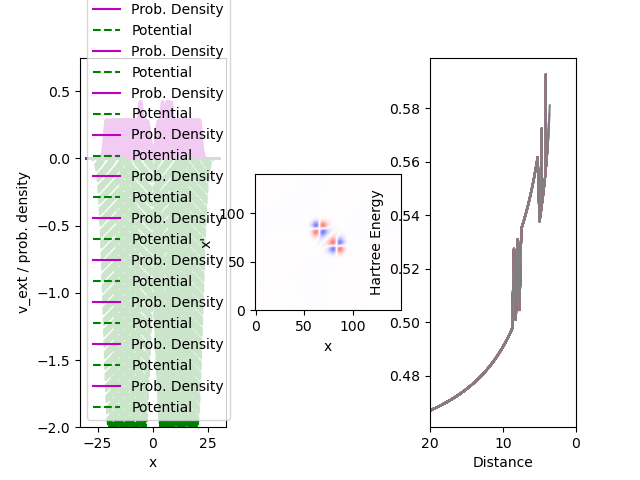 Prob. Density
Potential
Prob. Density
Potential
Prob. Density
Potential
Prob. Density
Potential
Prob. Density
Potential
Prob. Density
Potential
Prob. Density
Potential
Prob. Density
Potential
Prob. Density
Potential
Prob. Density
Potential
0.5
0.0
−0.5
−1.0
−1.5
−2.0
−25
0
25
x
v_ext / prob. density
100
50
0
0
50
100
x
x'
0.58
0.56
0.54
0.52
0.50
0.48
20
10
0
Distance
Hartree Energy